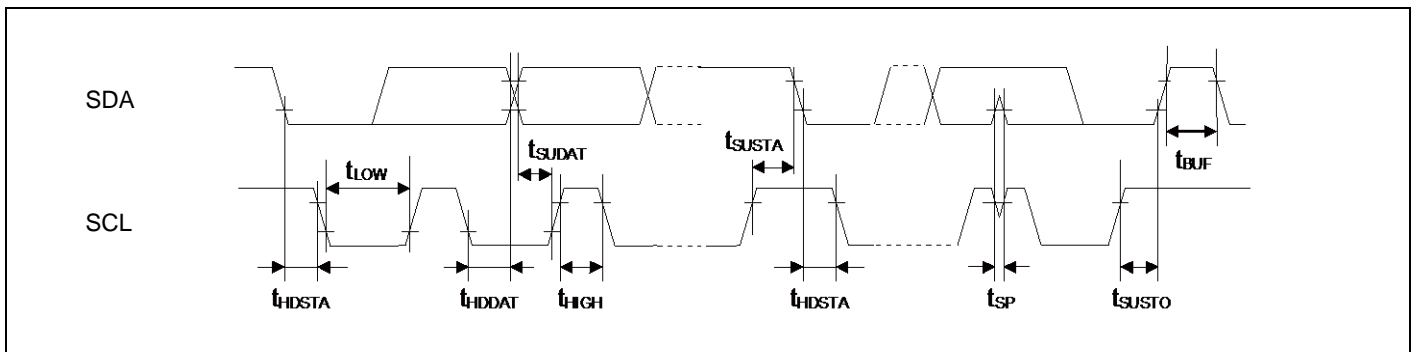 SDA
tSUDAT
tSUSTA
tBUF
tLOW
SCL
tHDSTA
tHDDAT
tHIGH
tHDSTA
tSP
tSUSTO